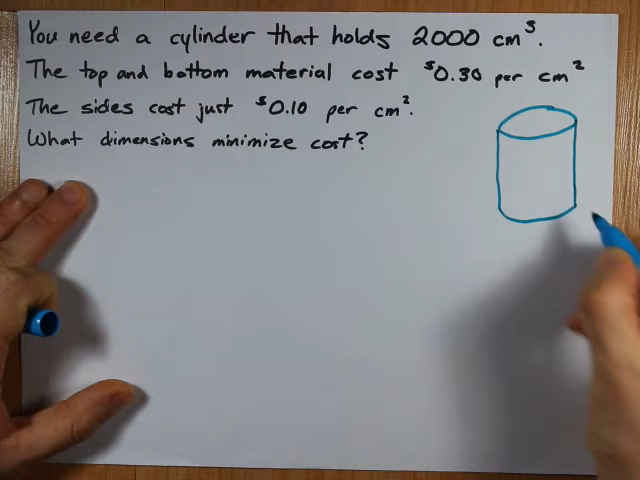 You need a cylinder that holds 2000 cm³.
The top and bottom material cost $0.30 per cm²
The sides cost just $0.10 per cm².
What dimensions minimize cost?